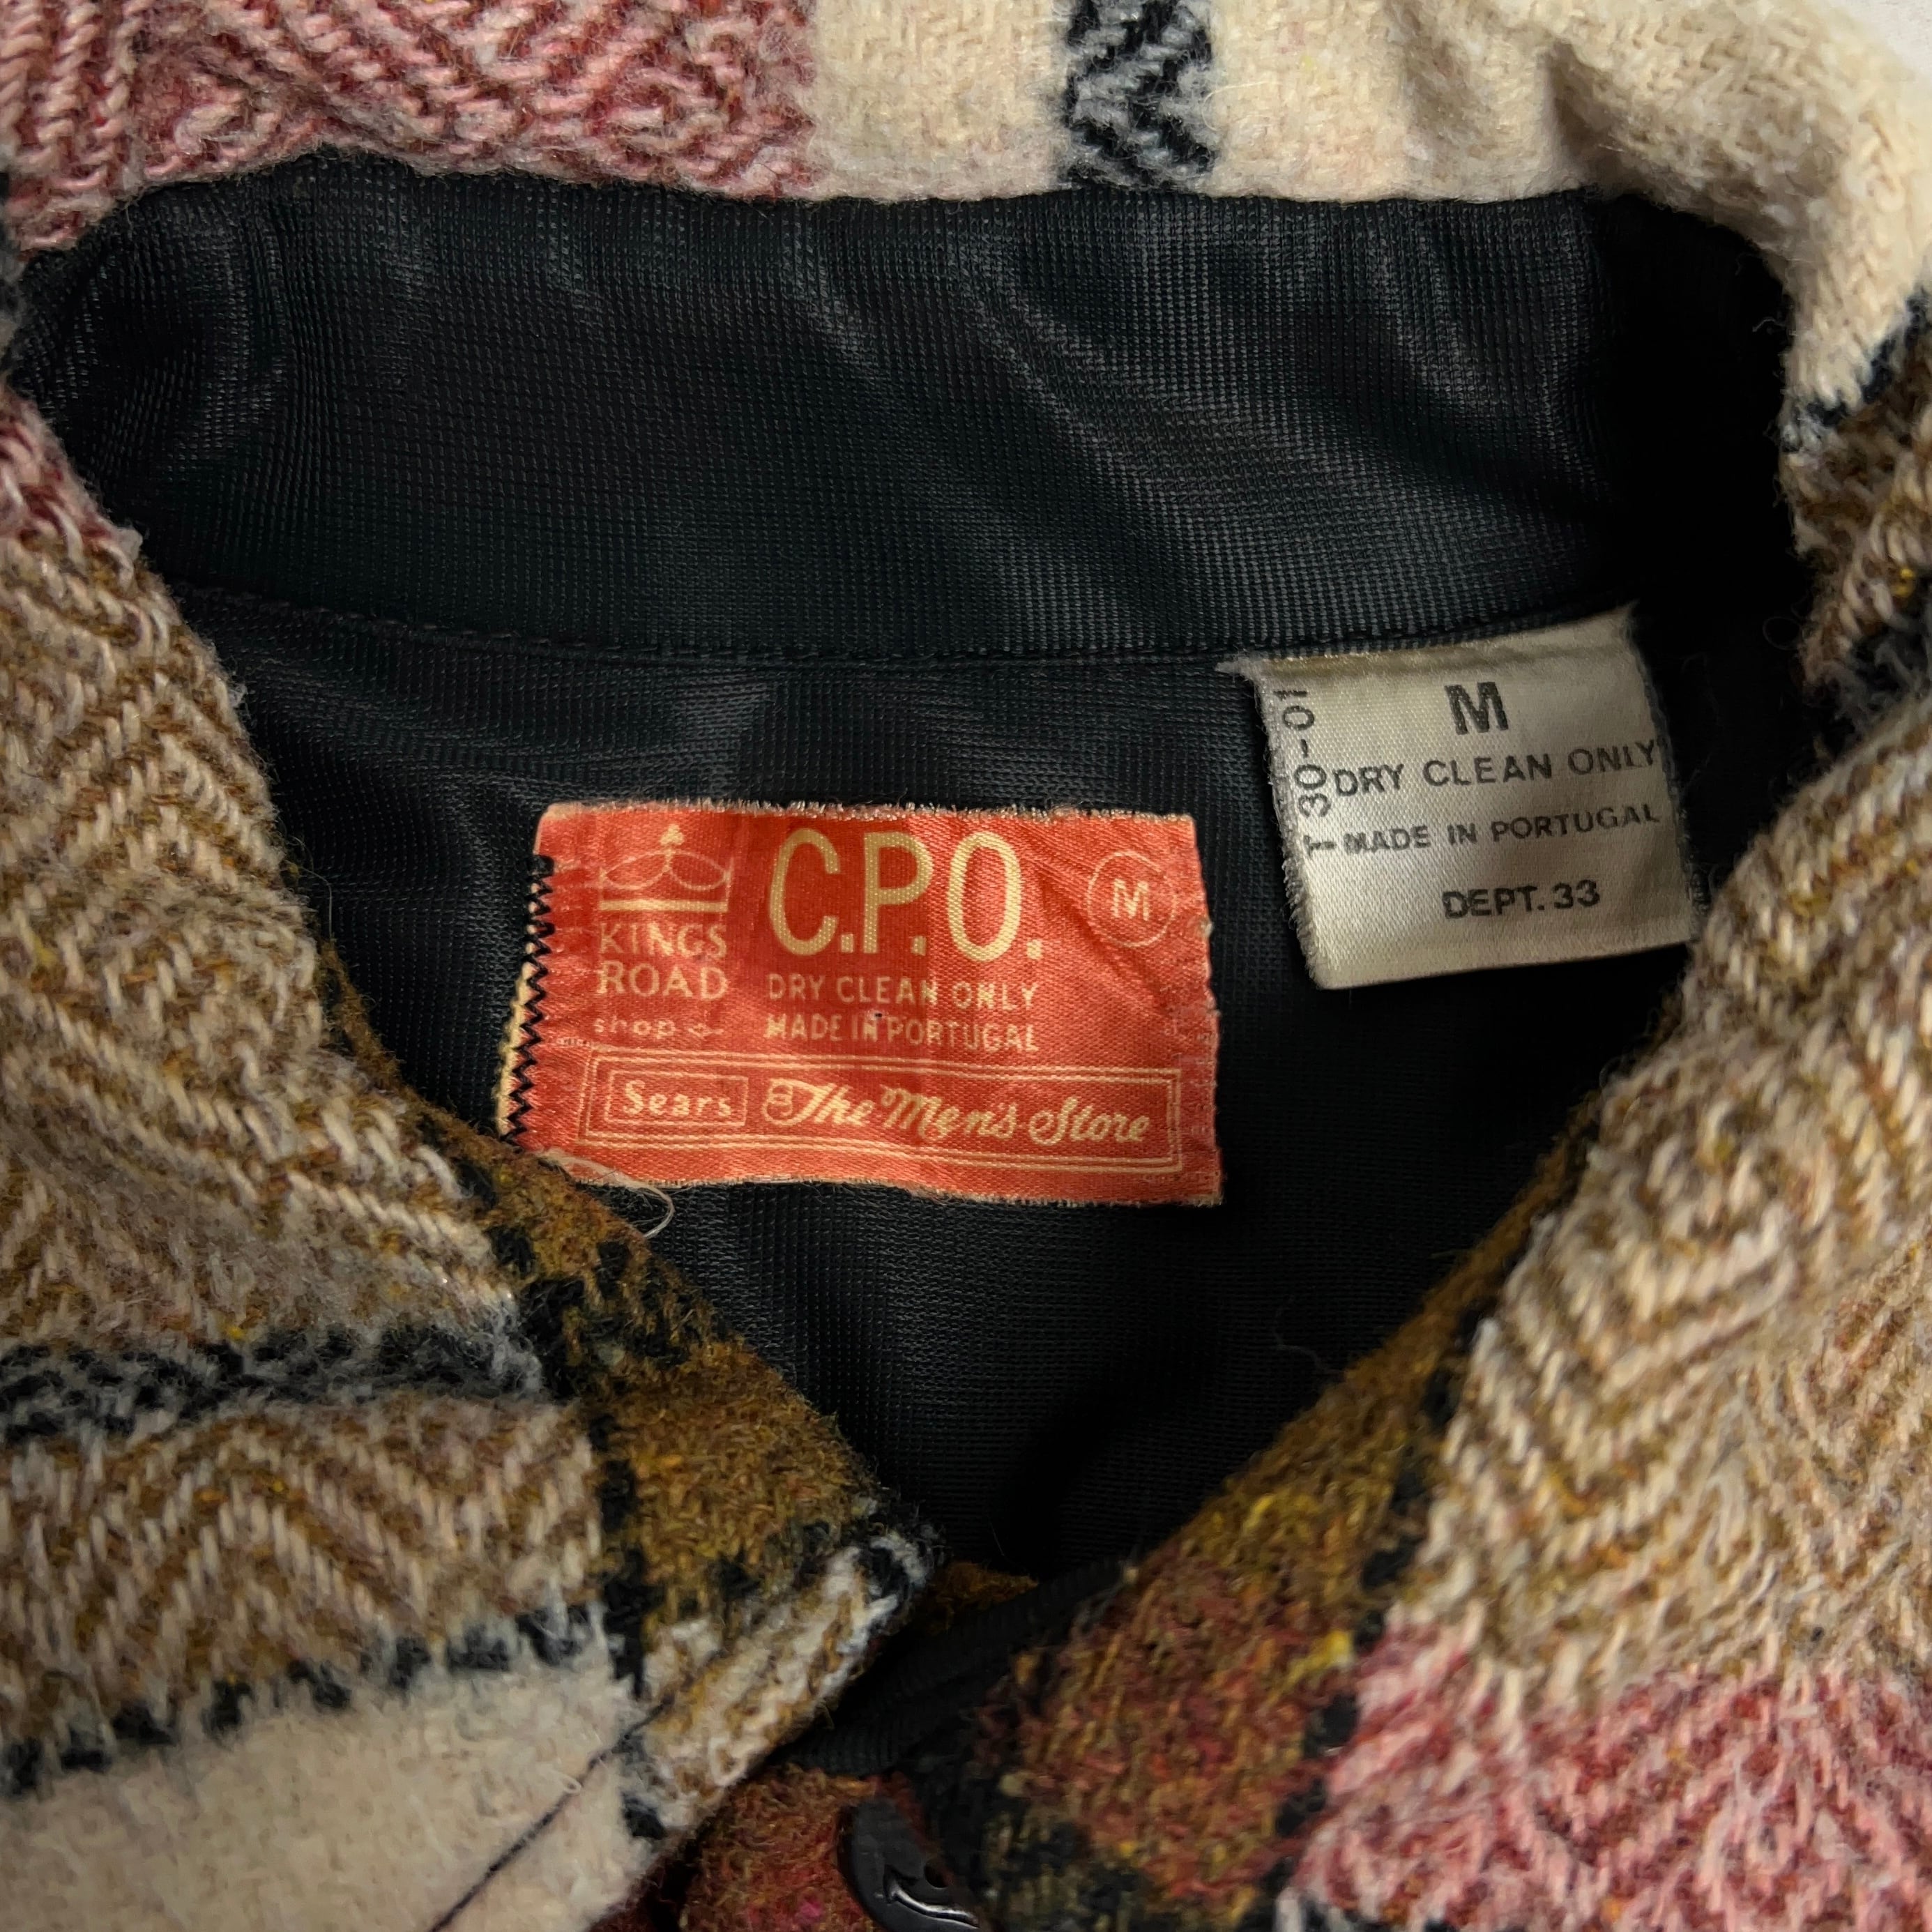 KINGS
ROAD
shop
C.P.O.
M
DRY CLEAN ONLY
MADE IN PORTUGAL
Sears The Men's Store
M
DRY CLEAN ONLY
MADE IN PORTUGAL
DEPT. 33
T 30-01